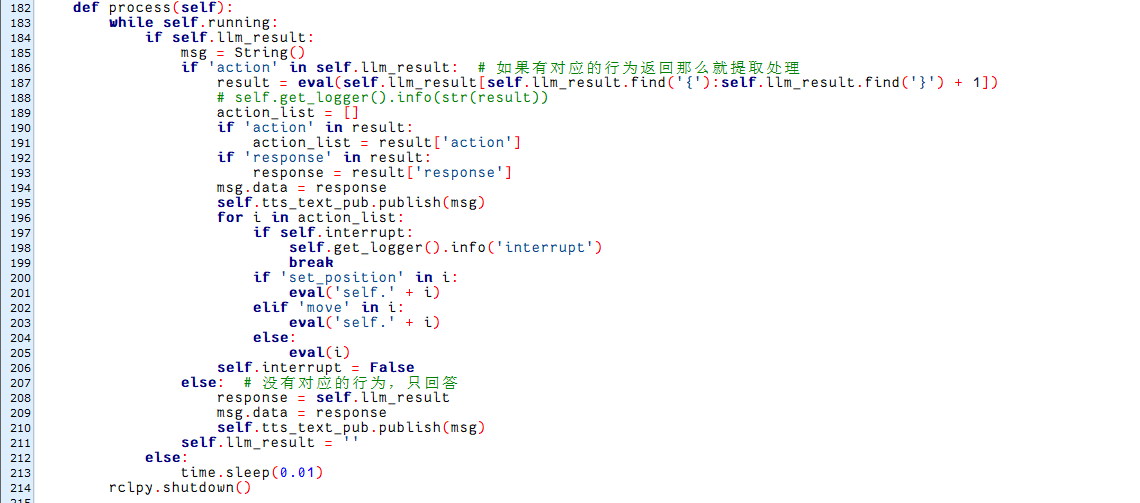 182 def process(self):
183 while self.running:
184 if self.llm_result:
185 msg = String()
186 if 'action' in self.llm_result: # 如果有对应的行为返回那么就提取处理
187 result = eval(self.llm_result[self.llm_result.find('{'):self.llm_result.find('}') + 1])
188 # self.get_logger().info(str(result))
189 action_list = []
190 if 'action' in result:
191 action_list = result['action']
192 if 'response' in result:
193 response = result['response']
194 msg.data = response
195 self.tts_text_pub.publish(msg)
196 for i in action_list:
197 if self.interrupt:
198 self.get_logger().info('interrupt')
199 break
200 if 'set_position' in i:
201 eval('self.' + i)
202 elif 'move' in i:
203 eval('self.' + i)
204 else:
205 eval(i)
206 self.interrupt = False
207 else: # 没有对应的行为，只回答
208 response = self.llm_result
209 msg.data = response
210 self.tts_text_pub.publish(msg)
211 self.llm_result = ''
212 else:
213 time.sleep(0.01)
214 rclpy.shutdown()